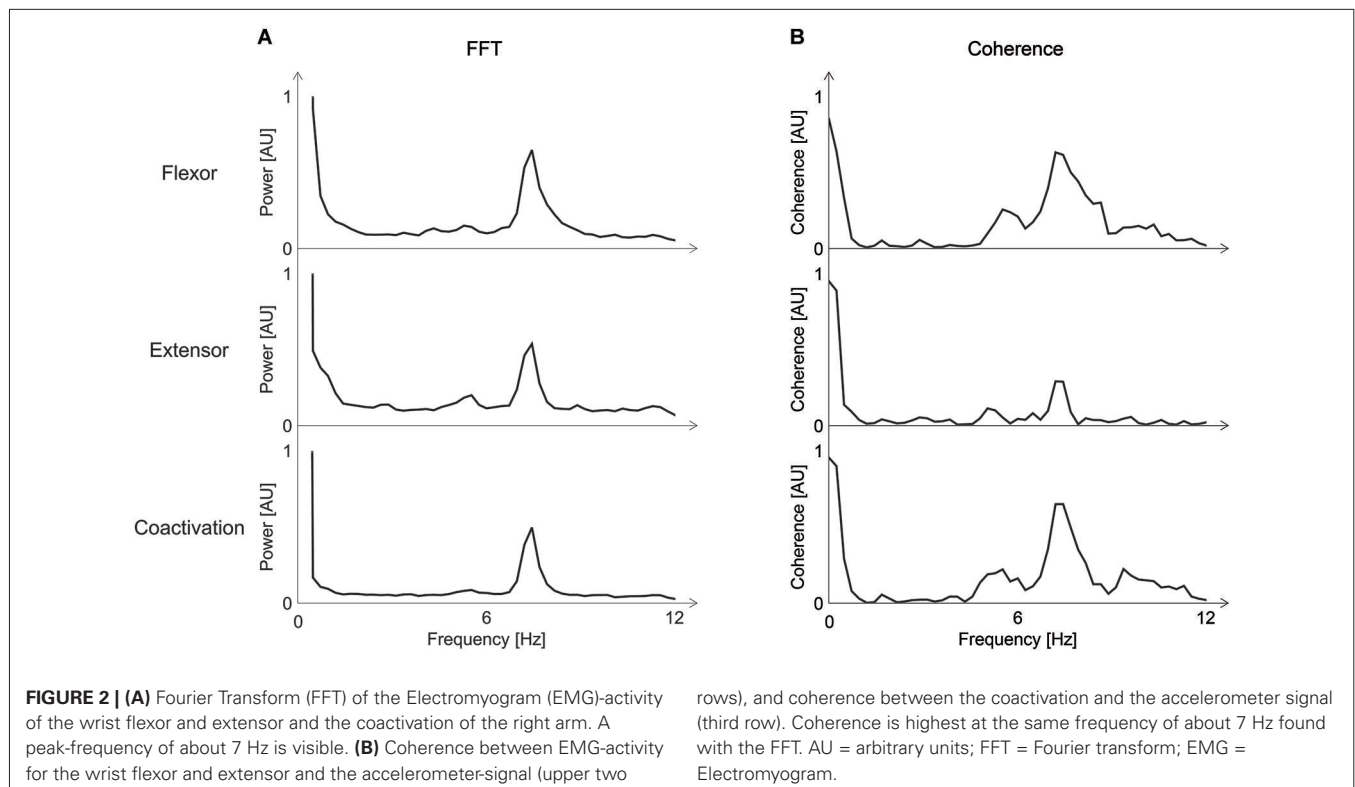 A
FFT
Flexor
1
Power [AU]
0
Extensor
1
Power [AU]
0
Coactivation
1
Power [AU]
0
0
6
12
Frequency [Hz]
B
Coherence
1
Coherence [AU]
0
1
Coherence [AU]
0
1
Coherence [AU]
0
0
6
12
Frequency [Hz]
FIGURE 2 | (A) Fourier Transform (FFT) of the Electromyogram (EMG)-activity
of the wrist flexor and extensor and the coactivation of the right arm. A
peak-frequency of about 7 Hz is visible. (B) Coherence between EMG-activity
for the wrist flexor and extensor and the accelerometer-signal (upper two
rows), and coherence between the coactivation and the accelerometer signal
(third row). Coherence is highest at the same frequency of about 7 Hz found
with the FFT. AU = arbitrary units; FFT = Fourier transform; EMG =
Electromyogram.